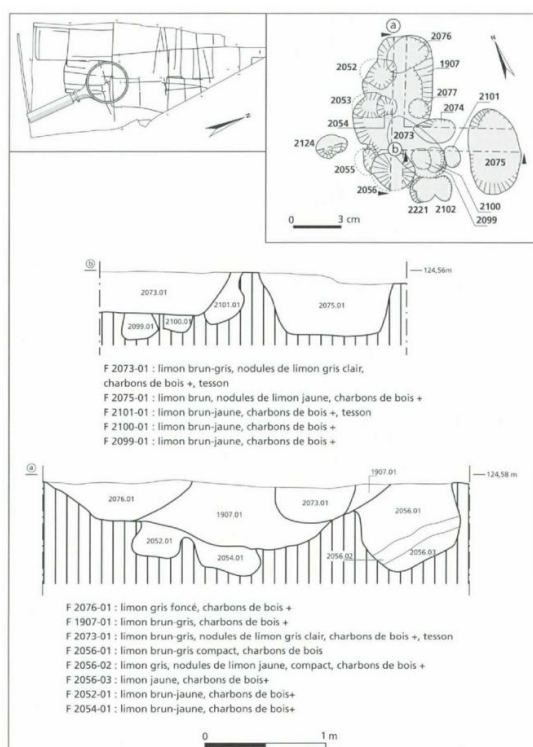 N
a
2076
2052
1907
2077
2053
2101
2074
2054
2073
2124
b
2075
2055
2056
2100
2221 2102
2099
N
0 3 cm
b
124,56m
2073.01
2101.01
2075.01
2099.01
2100.01
F 2073-01 : limon brun-gris, nodules de limon gris clair,
charbons de bois +, tesson
F 2075-01 : limon brun, nodules de limon jaune, charbons de bois +
F 2101-01 : limon brun-jaune, charbons de bois +, tesson
F 2100-01 : limon brun-jaune, charbons de bois +
F 2099-01 : limon brun-jaune, charbons de bois +
a
1907.01
124,58 m
2076.01
2073.01
1907.01
2056.01
2052.01
2054.01
2056.02
2056.03
F 2076-01 : limon gris foncé, charbons de bois +
F 1907-01 : limon brun-gris, charbons de bois +
F 2073-01 : limon brun-gris, nodules de limon gris clair, charbons de bois +, tesson
F 2056-01 : limon brun-gris compact, charbons de bois
F 2056-02 : limon gris, nodules de limon jaune, compact, charbons de bois +
F 2056-03 : limon jaune, charbons de bois+
F 2052-01 : limon brun-jaune, charbons de bois+
F 2054-01 : limon brun-jaune, charbons de bois+
0 1 m